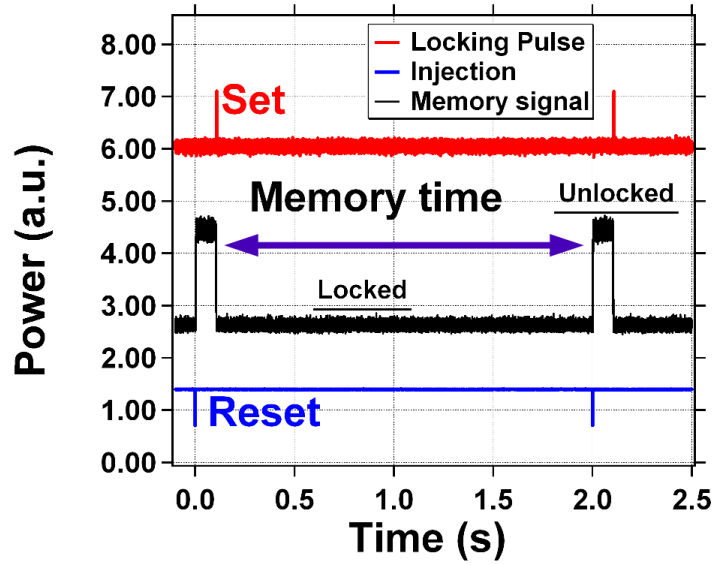 8.00
7.00
6.00
5.00
4.00
3.00
2.00
1.00
0.00
Power (a.u.)
Locking Pulse
Injection
Memory signal
Set
Memory time
Unlocked
Locked
Reset
0.0 0.5 1.0 1.5 2.0 2.5
Time (s)